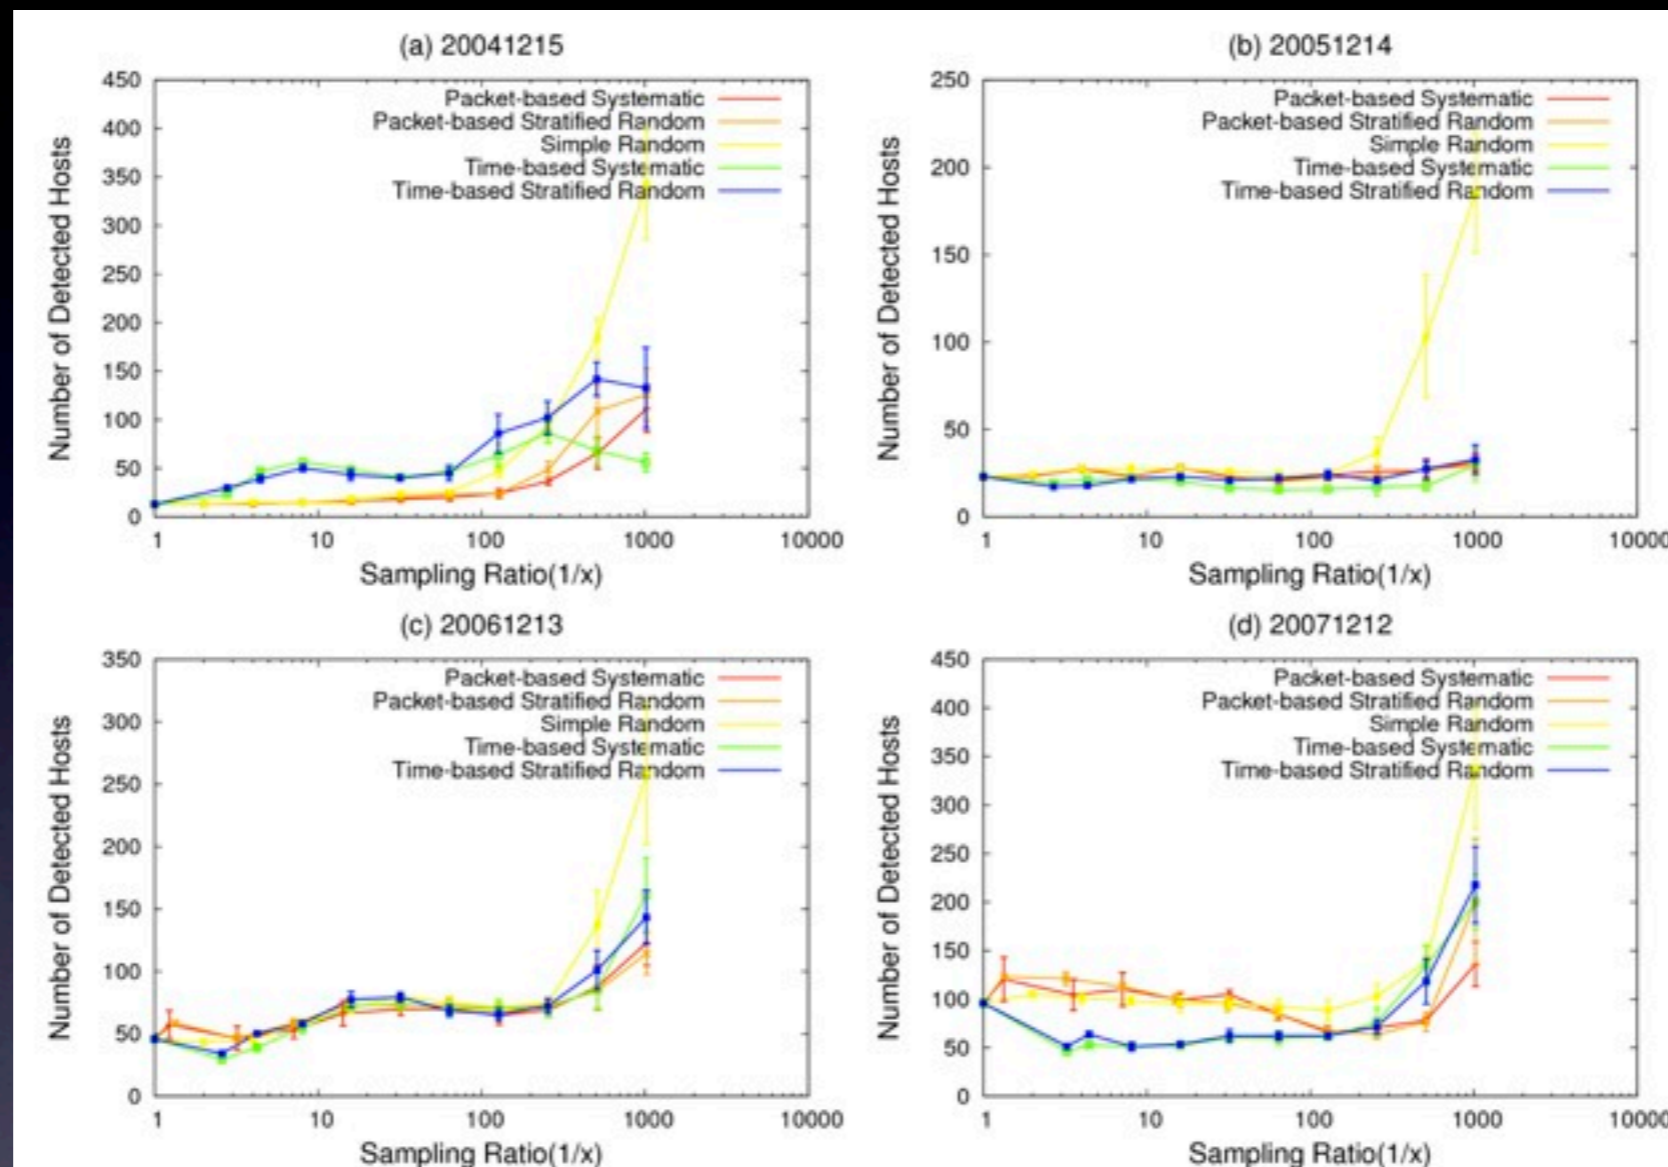 (a) 20041215
Number of Detected Hosts
450
400
350
300
250
200
150
100
50
0
Packet-based Systematic
Packet-based Stratified Random
Simple Random
Time-based Systematic
Time-based Stratified Random
1 10 100 1000 10000
Sampling Ratio(1/x)
(b) 20051214
Number of Detected Hosts
250
200
150
100
50
0
Packet-based Systematic
Packet-based Stratified Random
Simple Random
Time-based Systematic
Time-based Stratified Random
1 10 100 1000 10000
Sampling Ratio(1/x)
(c) 20061213
Number of Detected Hosts
350
300
250
200
150
100
50
0
Packet-based Systematic
Packet-based Stratified Random
Simple Random
Time-based Systematic
Time-based Stratified Random
1 10 100 1000 10000
Sampling Ratio(1/x)
(d) 20071212
Number of Detected Hosts
450
400
350
300
250
200
150
100
50
0
Packet-based Systematic
Packet-based Stratified Random
Simple Random
Time-based Systematic
Time-based Stratified Random
1 10 100 1000 10000
Sampling Ratio(1/x)